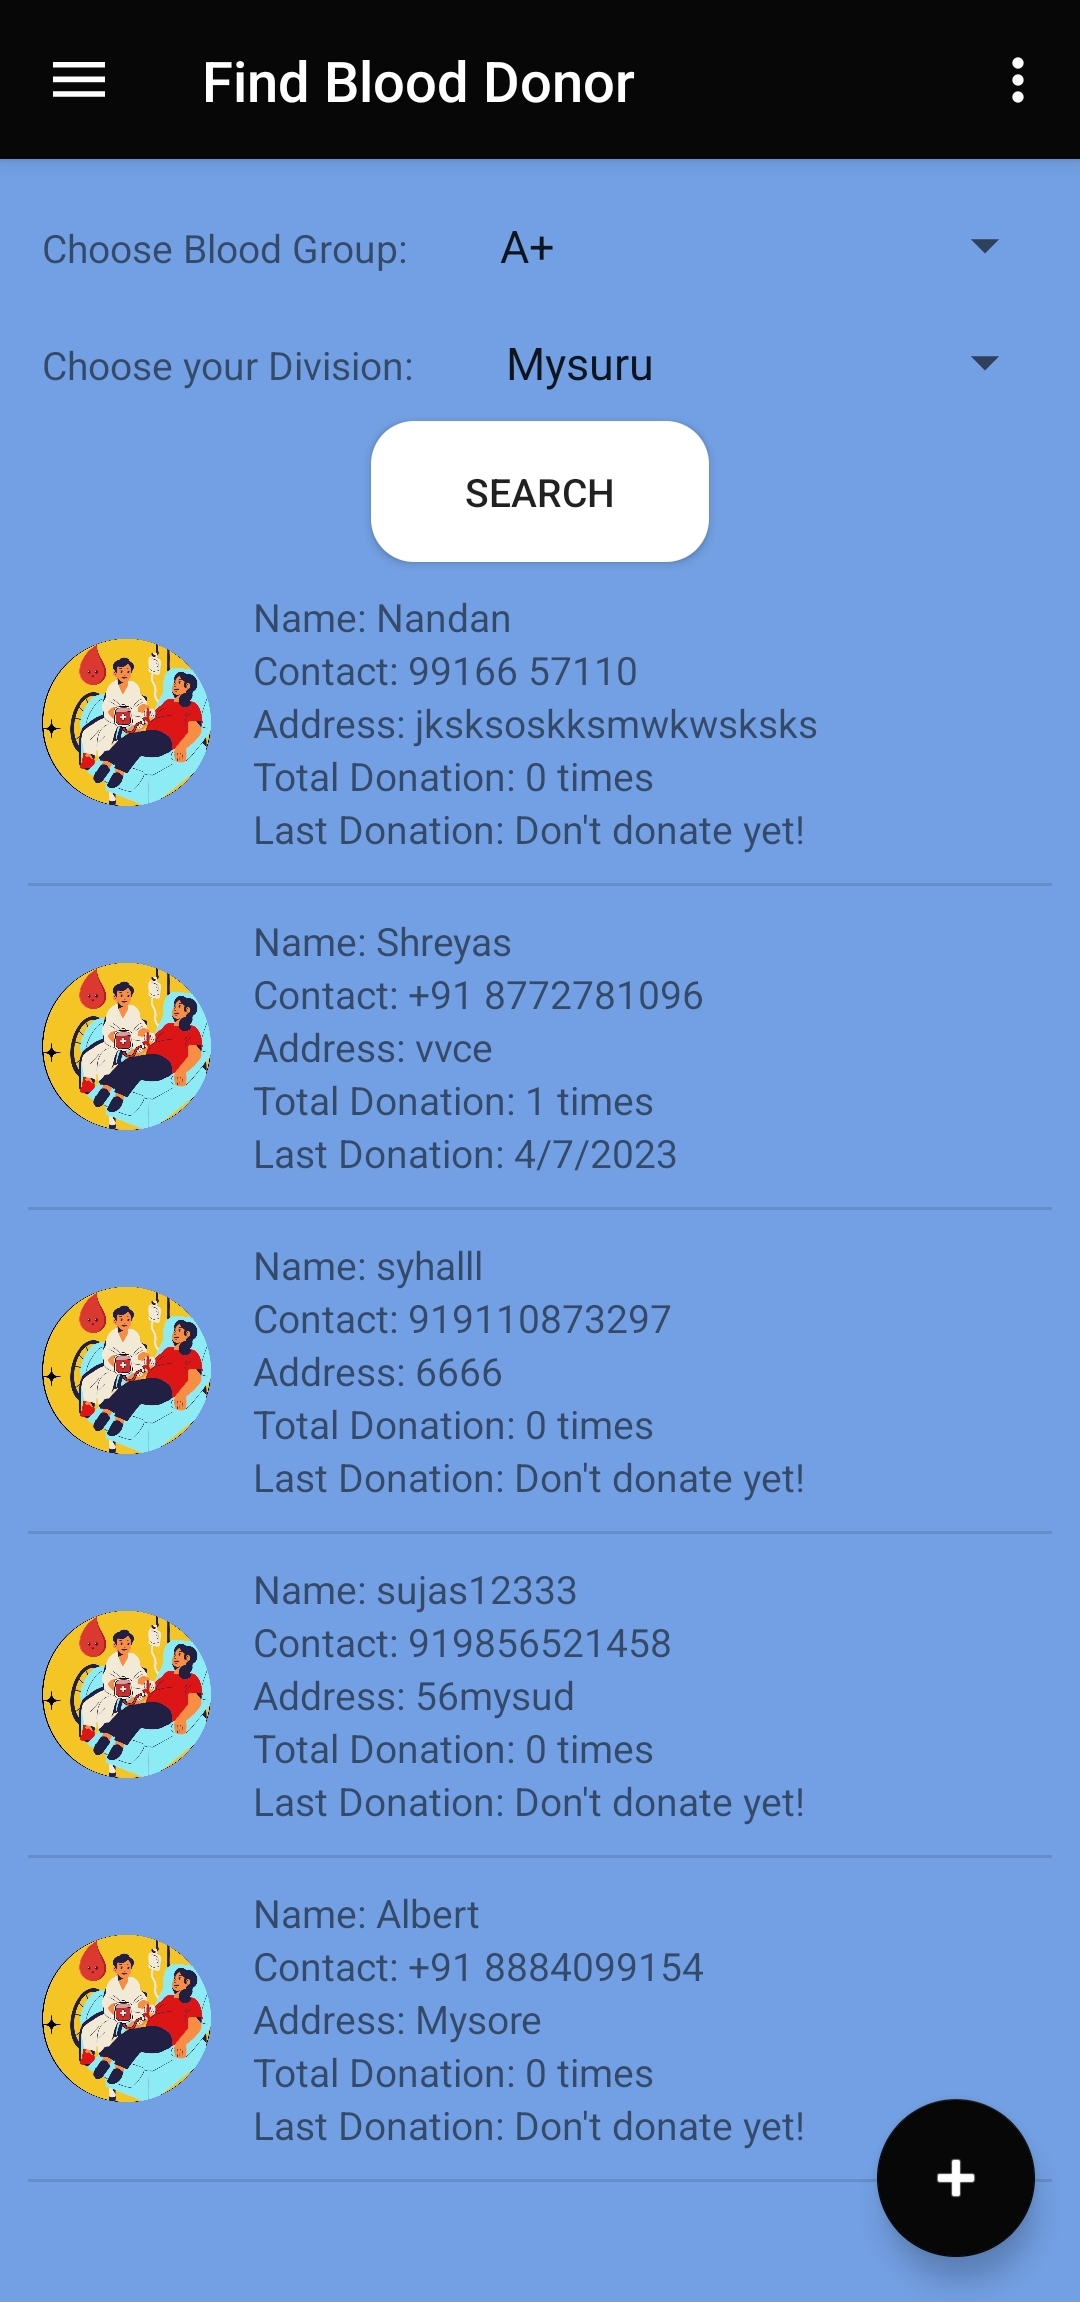 Find Blood Donor
Choose Blood Group: A+
Choose your Division: Mysuru
SEARCH
Name: Nandan
Contact: 99166 57110
Address: jksksoskksmwkwsksks
Total Donation: 0 times
Last Donation: Don't donate yet!
Name: Shreyas
Contact: +91 8772781096
Address: vvce
Total Donation: 1 times
Last Donation: 4/7/2023
Name: syhalll
Contact: 919110873297
Address: 6666
Total Donation: 0 times
Last Donation: Don't donate yet!
Name: sujas12333
Contact: 919856521458
Address: 56mysud
Total Donation: 0 times
Last Donation: Don't donate yet!
Name: Albert
Contact: +91 8884099154
Address: Mysore
Total Donation: 0 times
Last Donation: Don't donate yet!